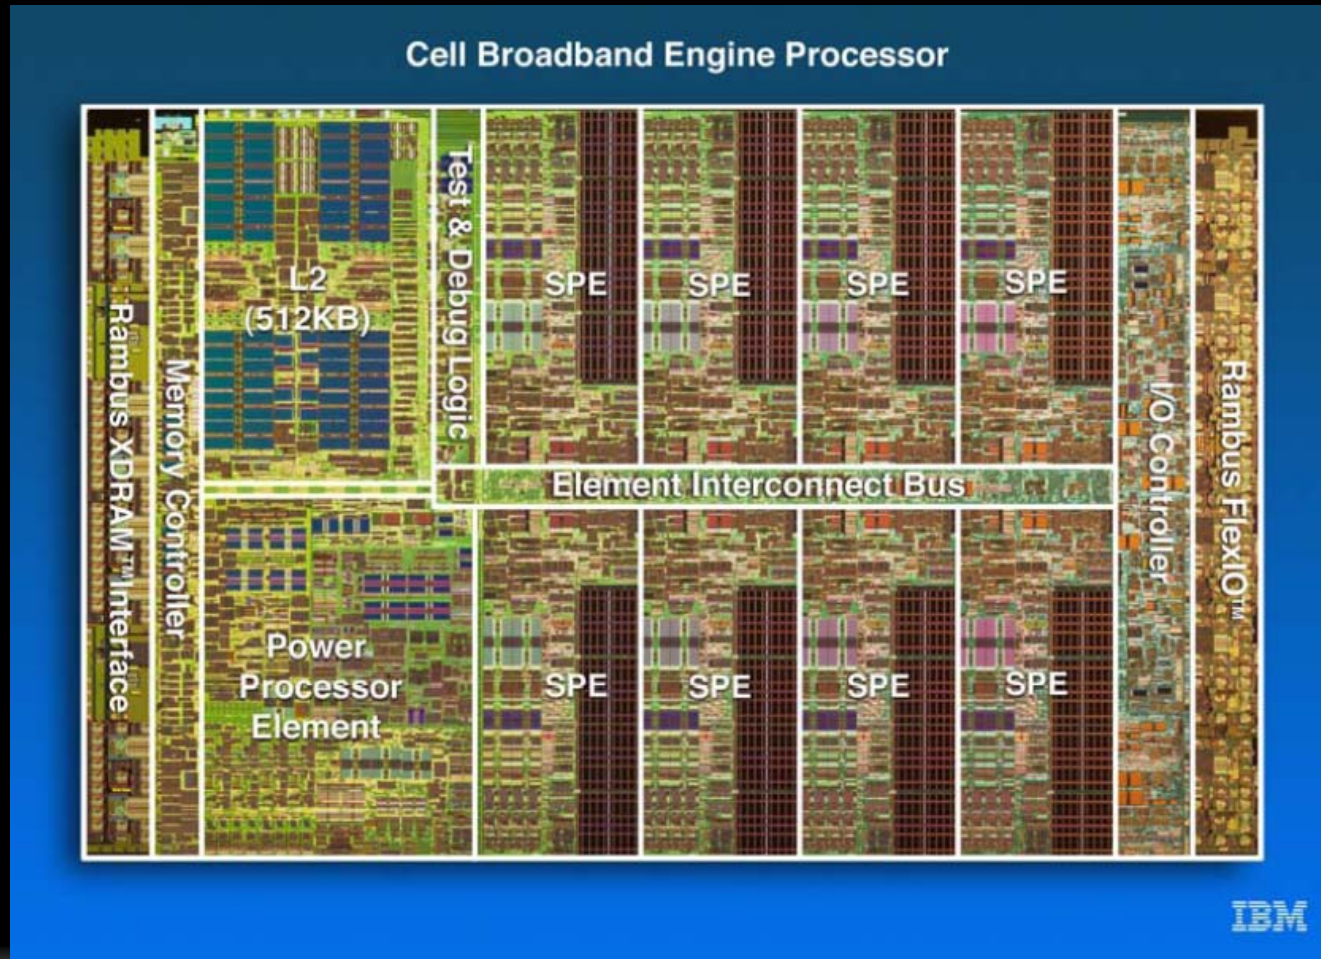 Cell Broadband Engine Processor
Rambus XDRAM™ Interface
Memory Controller
L2
(512KB)
Test & Debug Logic
SPE
SPE
SPE
SPE
Element Interconnect Bus
Power
Processor
Element
SPE
SPE
SPE
SPE
I/O Controller
Rambus FlexIO™
IBM